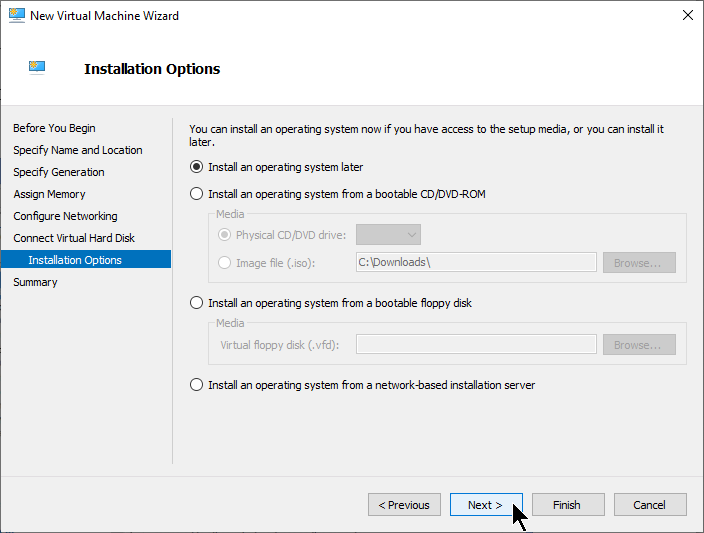 New Virtual Machine Wizard
Installation Options
Before You Begin
Specify Name and Location
Specify Generation
Assign Memory
Configure Networking
Connect Virtual Hard Disk
Installation Options
Summary
You can install an operating system now if you have access to the setup media, or you can install it
later.
Install an operating system later
Install an operating system from a bootable CD/DVD-ROM
Media
Physical CD/DVD drive:
Image file (.iso):
C:\Downloads\
Browse...
Install an operating system from a bootable floppy disk
Media
Virtual floppy disk (.vfd):
Browse...
Install an operating system from a network-based installation server
< Previous
Next >
Finish
Cancel